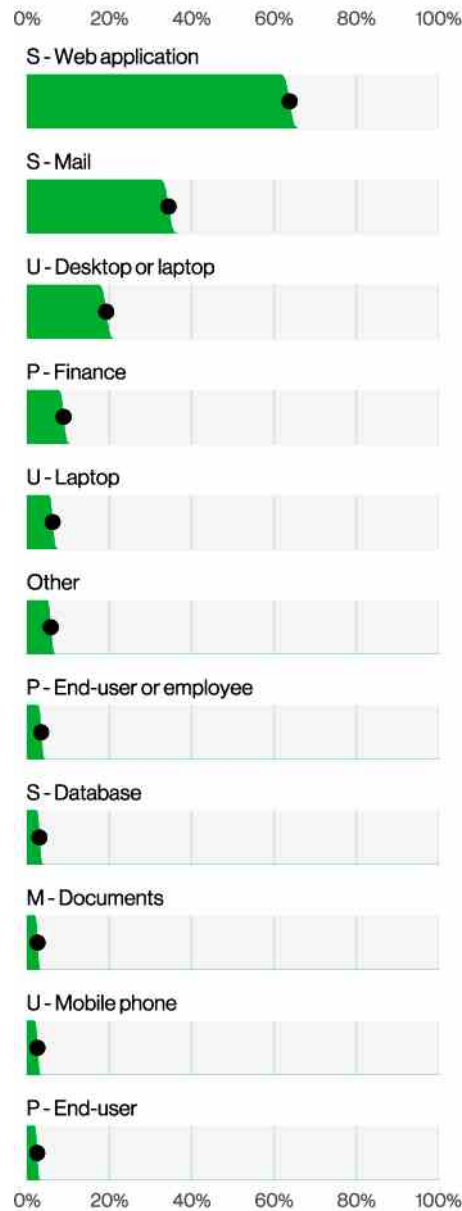 0% 20% 40% 60% 80% 100%
S - Web application
S - Mail
U - Desktop or laptop
P - Finance
U - Laptop
Other
P - End-user or employee
S - Database
M - Documents
U - Mobile phone
P - End-user
0% 20% 40% 60% 80% 100%